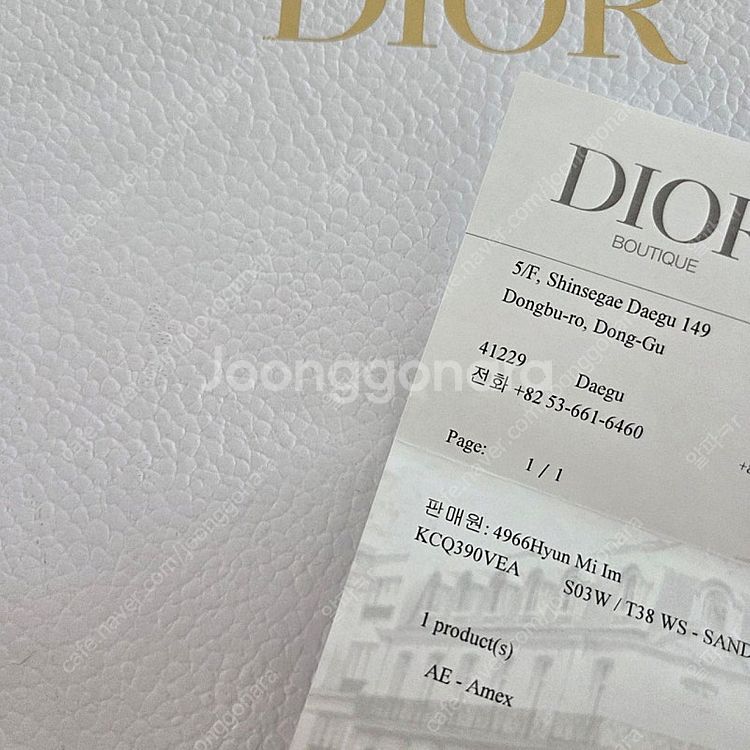 DIOR
DIOR
BOUTIQUE
5/F, Shinsegae Daegu 149
Dongbu-ro, Dong-Gu
41229 Daegu
전화 +82 53-661-6460
Joonggonara
Page:
1 / 1
판매원: 4966Hyun Mi Im
KCQ390VEA S03W / T38 WS - SAND
1 product(s)
AE - Amex